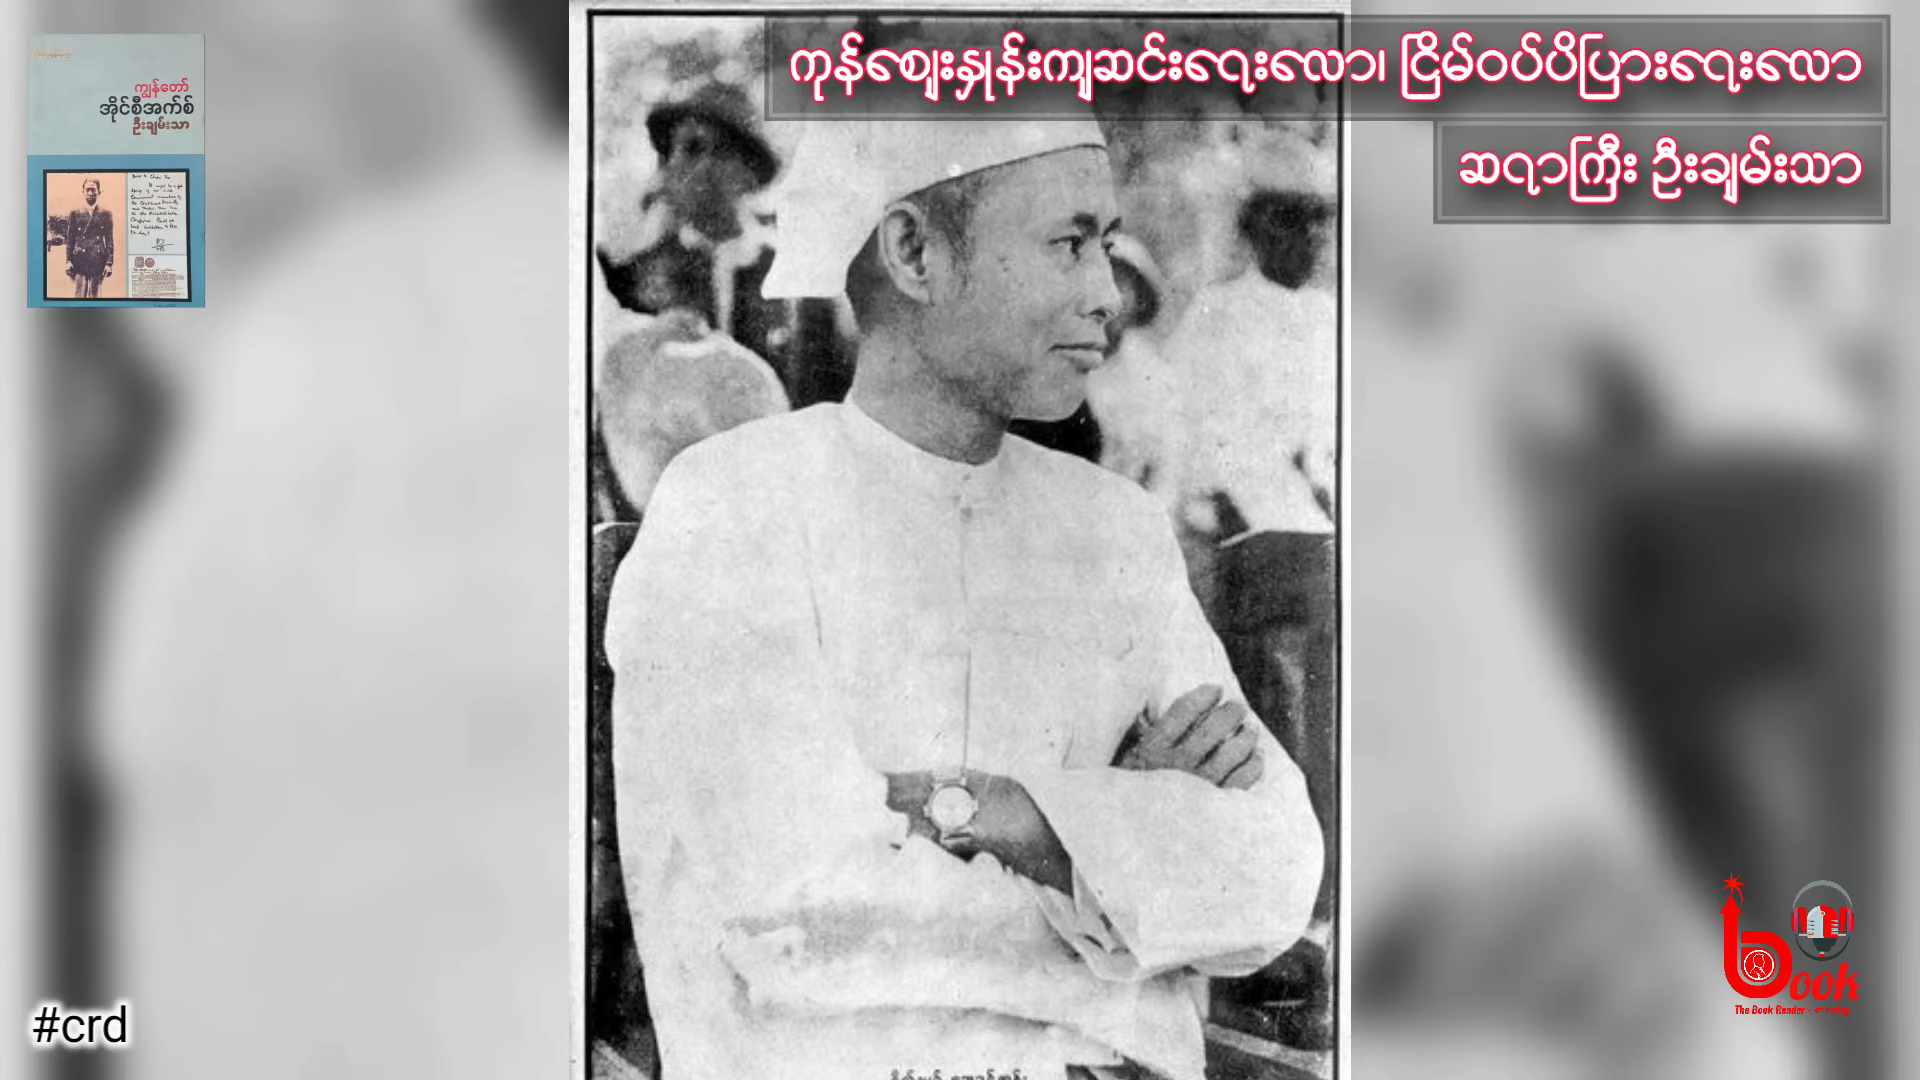 ကုန်ဈေးနှုန်းကျဆင်းရေးလော၊ ငြိမ်ဝပ်ပိပြားရေးလော
ဆရာကြီး ဦးချမ်းသာ
ကျွန်တော်
အိုင်စီအက်စ်
ဦးချမ်းသာ
book
The Book Reader -
#crd